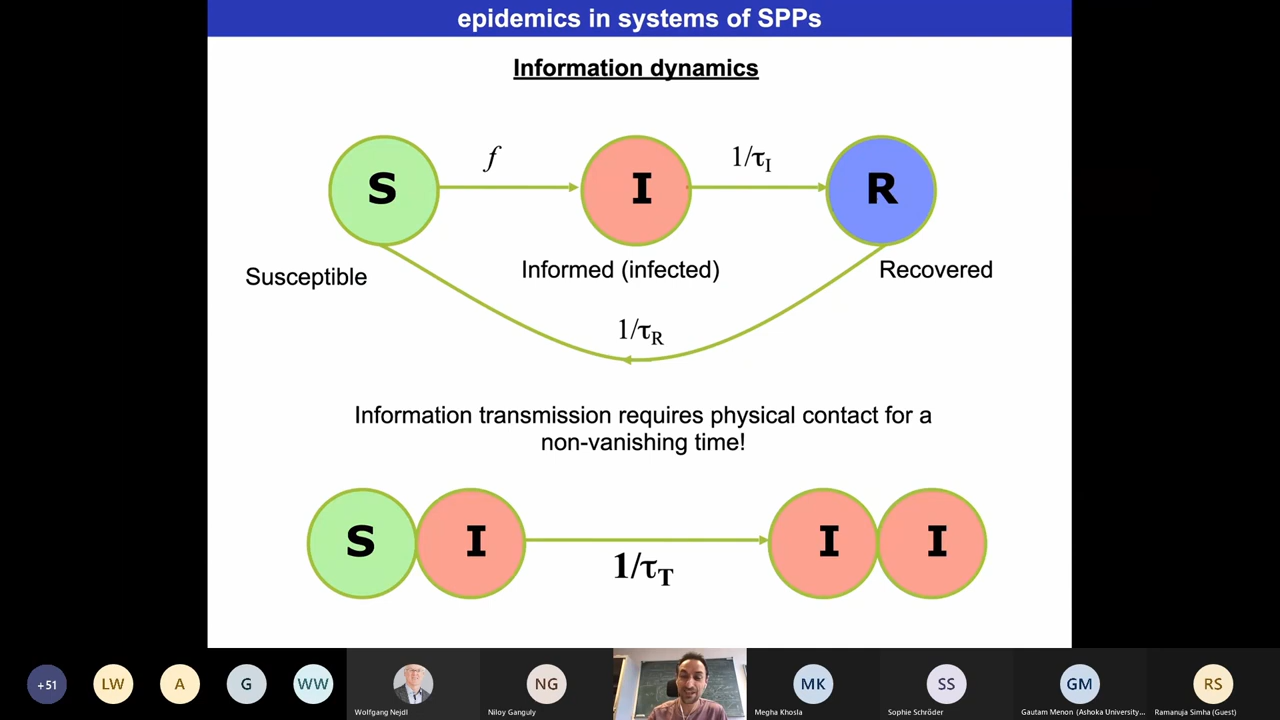 epidemics in systems of SPPs
Information dynamics
S
f
I
1/τI
R
Susceptible
Informed (infected)
Recovered
1/τR
Information transmission requires physical contact for a
non-vanishing time!
S
I
1/τT
I
I
+51
LW
A
G
WW
Wolfgang Nejdl
NG
Niloy Ganguly
MK
Megha Khosla
SS
Sophie Schröder
GM
Gautam Menon (Ashoka University...
RS
Ramanuja Simha (Guest)